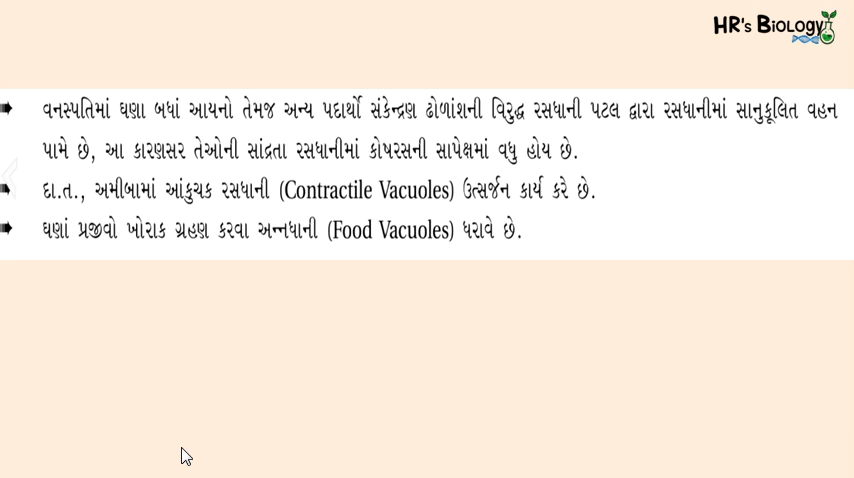 HR's BIOLOGY
➠ વનસ્પતિમાં ઘણા બધાં આયનો તેમજ અન્ય પદાર્થો સંકેન્દ્રણ ઢોળાંશની વિરુદ્ધ રસધાની પટલ દ્વારા રસધાનીમાં સાનુકૂલિત વહન
પામે છે, આ કારણસર તેઓની સાંદ્રતા રસધાનીમાં કોષરસની સાપેક્ષમાં વધુ હોય છે.
➠ દા.ત., અમીબામાં આંકુચક રસધાની (Contractile Vacuoles) ઉત્સર્જન કાર્ય કરે છે.
➠ ઘણાં પ્રજીવો ખોરાક ગ્રહણ કરવા અન્નધાની (Food Vacuoles) ધરાવે છે.